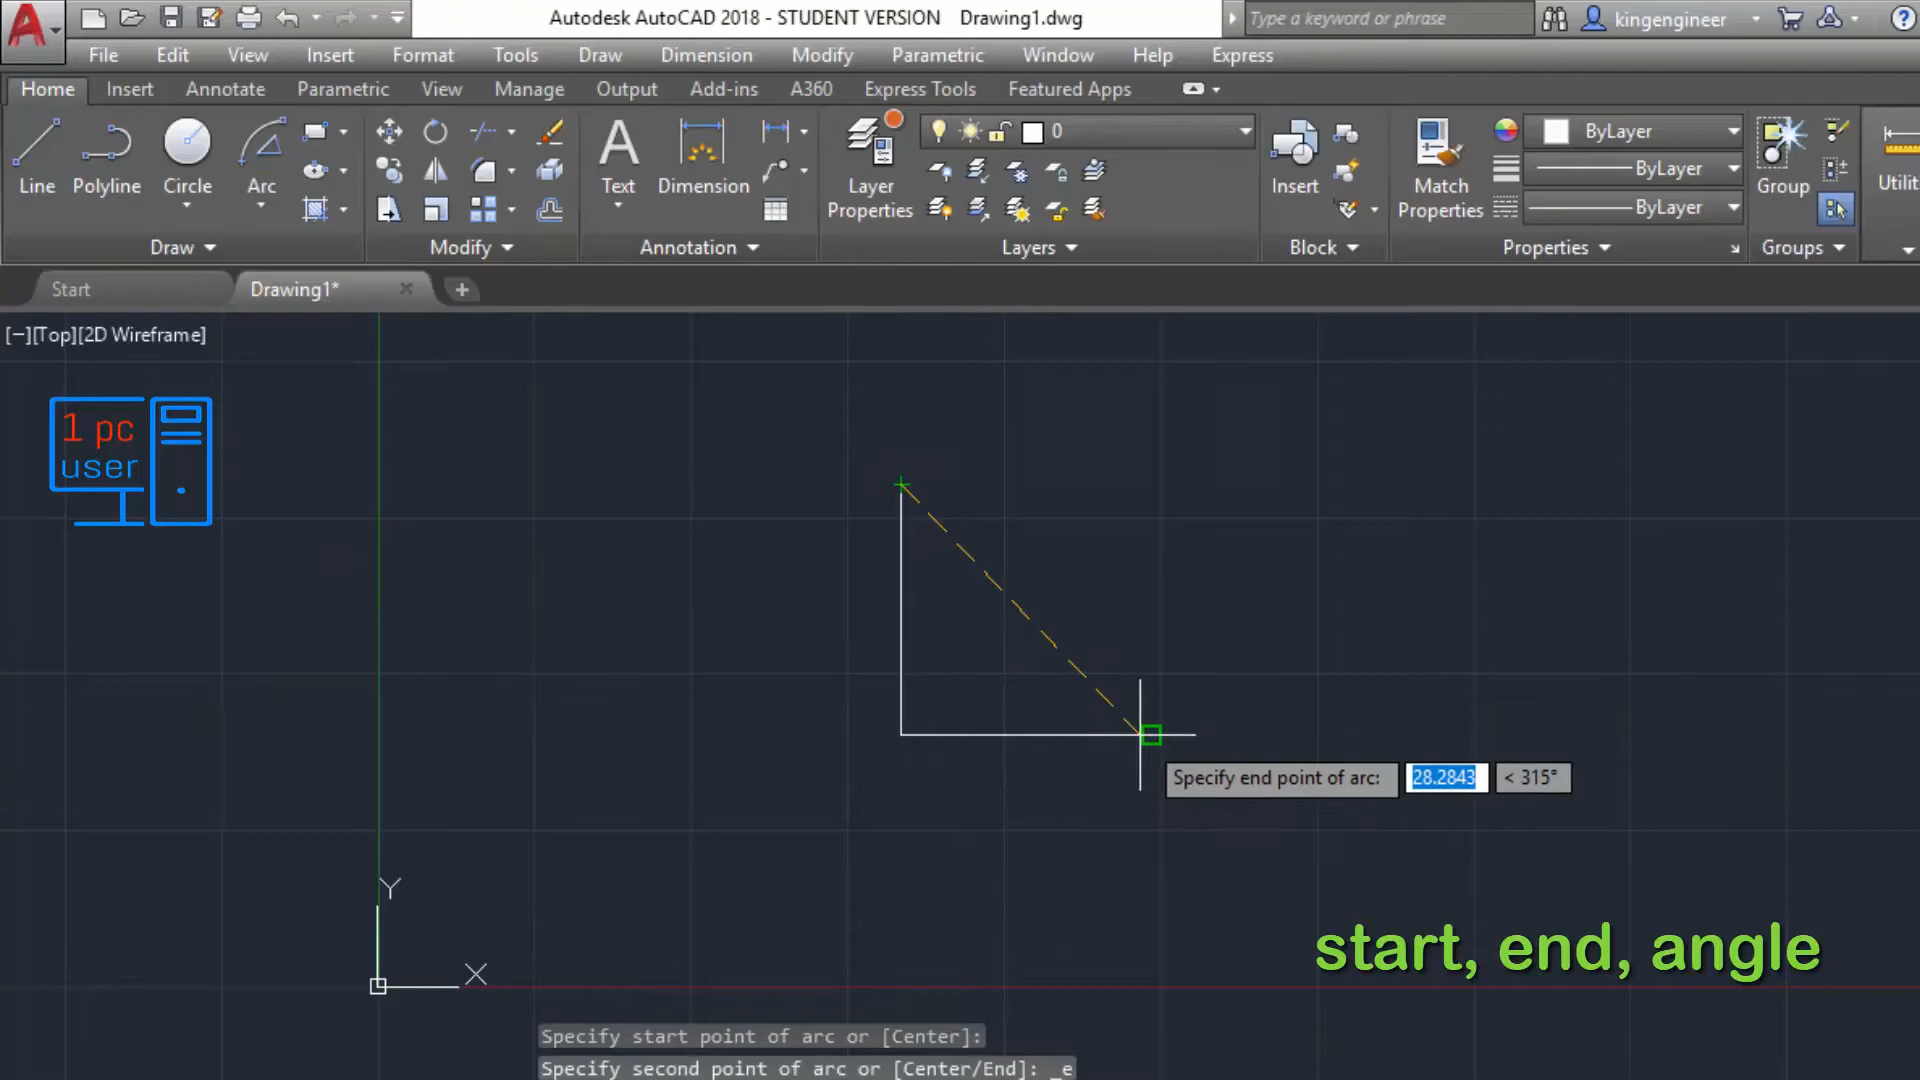 Autodesk AutoCAD 2018 - STUDENT VERSION Drawing1.dwg
Type a keyword or phrase
kingengineer
File Edit View Insert Format Tools Draw Dimension Modify Parametric Window Help Express
Home Insert Annotate Parametric View Manage Output Add-ins A360 Express Tools Featured Apps
0
ByLayer
ByLayer
ByLayer
Line Polyline Circle Arc Text Dimension Layer Properties Insert Match Properties Group Utiliti
Draw Modify Annotation Layers Block Properties Groups
Start Drawing1*
[−][Top][2D Wireframe]
1 pc
user
Specify end point of arc: 28.2843 < 315°
Y
X
start, end, angle
Specify start point of arc or [Center]:
Specify second point of arc or [Center/End]: _e